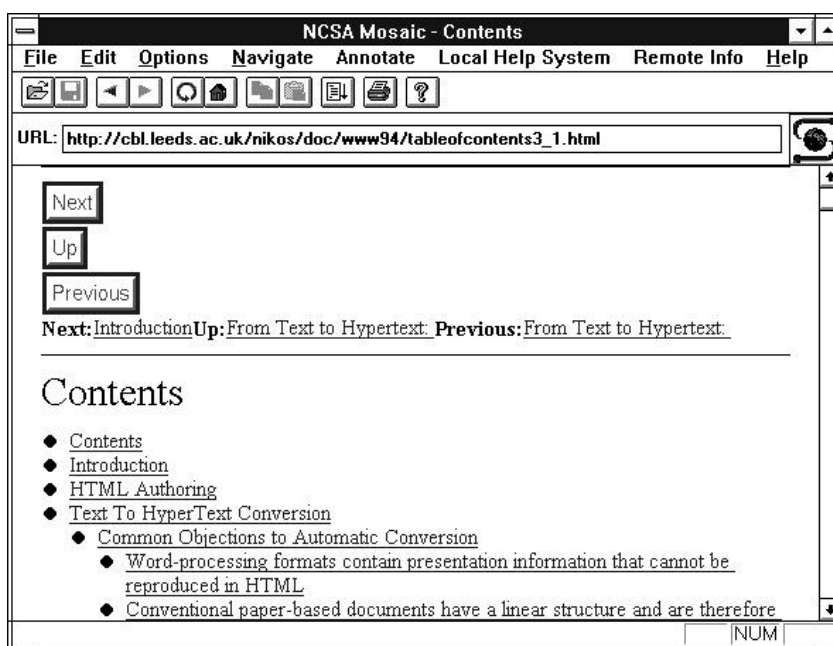 NCSA Mosaic - Contents
File Edit Options Navigate Annotate Local Help System Remote Info Help
URL: http://cbl.leeds.ac.uk/nikos/doc/www94/tableofcontents3_1.html
Next
Up
Previous
Next:IntroductionUp:From Text to Hypertext: Previous:From Text to Hypertext:
Contents
Contents
Introduction
HTML Authoring
Text To HyperText Conversion
Common Objections to Automatic Conversion
Word-processing formats contain presentation information that cannot be
reproduced in HTML
Conventional paper-based documents have a linear structure and are therefore
NUM